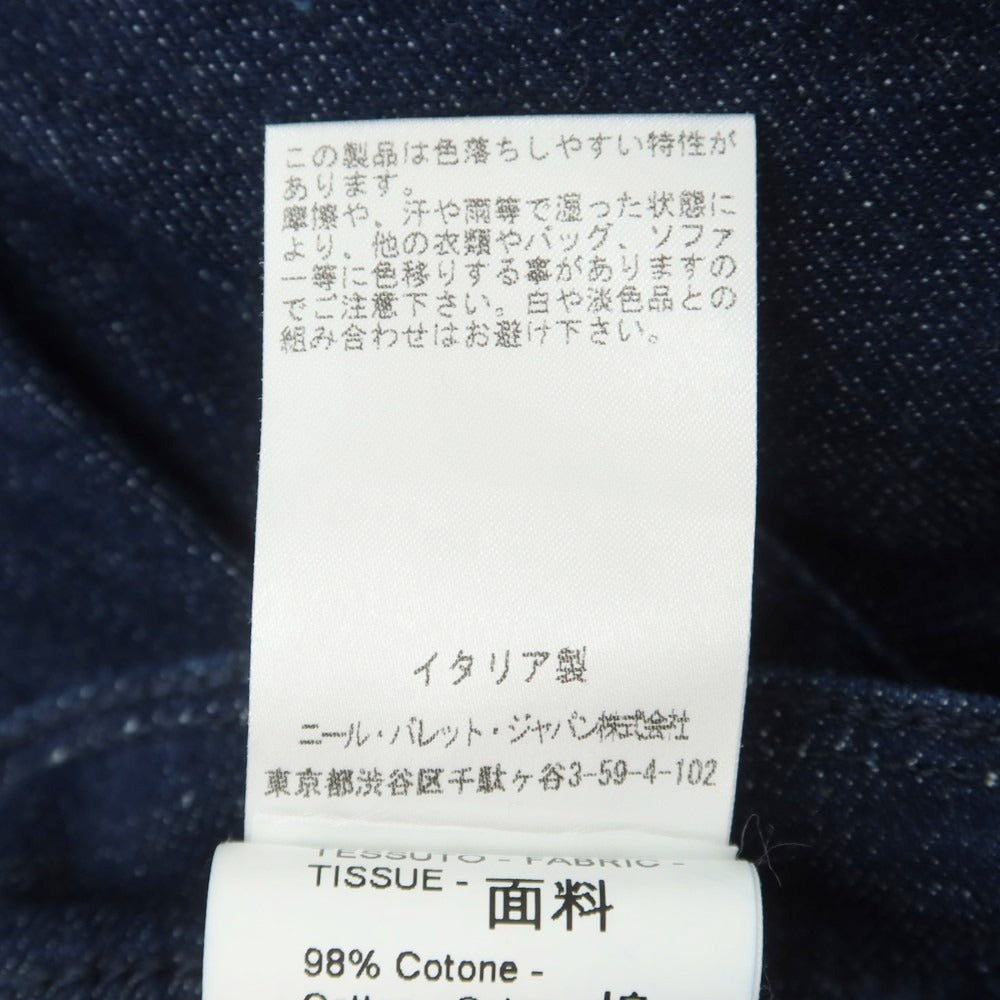 この製品は色落ちしやすい特性が
あります。
摩擦や、汗や雨等で湿った状態に
より、他の衣類やバッグ、ソファ
ー等に色移りする事がありますの
でご注意下さい。白や淡色品との
組み合わせはお避け下さい。
イタリア製
ニール・バレット・ジャパン株式会社
東京都渋谷区千駄ヶ谷3-59-4-102
TESSUTO - FABRIC -
TISSUE - 面料
98% Cotone -